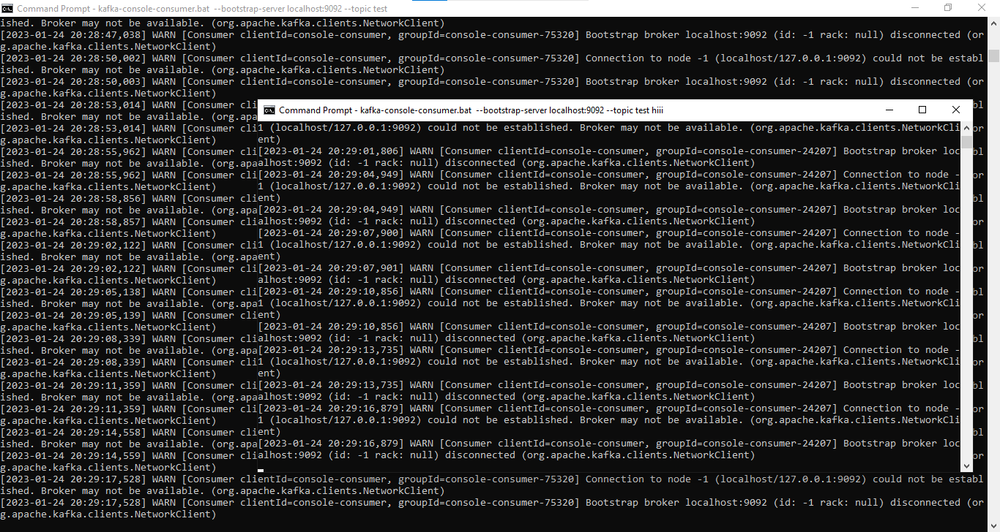 Command Prompt - kafka-console-consumer.bat --bootstrap-server localhost:9092 --topic test
ished. Broker may not be available. (org.apache.kafka.clients.NetworkClient)
[2023-01-24 20:28:47,038] WARN [Consumer clientId=console-consumer, groupId=console-consumer-75320] Bootstrap broker localhost:9092 (id: -1 rack: null) disconnected (or
g.apache.kafka.clients.NetworkClient)
[2023-01-24 20:28:50,002] WARN [Consumer clientId=console-consumer, groupId=console-consumer-75320] Connection to node -1 (localhost/127.0.0.1:9092) could not be establ
ished. Broker may not be available. (org.apache.kafka.clients.NetworkClient)
[2023-01-24 20:28:50,003] WARN [Consumer clientId=console-consumer, groupId=console-consumer-75320] Bootstrap broker localhost:9092 (id: -1 rack: null) disconnected (or
g.apache.kafka.clients.NetworkClient)
[2023-01-24 20:28:53,014] WARN [Consumer cli
ished. Broker may not be available. (org.apa
[2023-01-24 20:28:53,014] WARN [Consumer cli or
g.apache.kafka.clients.NetworkClient)
[2023-01-24 20:28:55,962] WARN [Consumer cli bl
ished. Broker may not be available. (org.apa
[2023-01-24 20:28:55,962] WARN [Consumer cli or
g.apache.kafka.clients.NetworkClient)
[2023-01-24 20:28:58,856] WARN [Consumer cli bl
ished. Broker may not be available. (org.apa
[2023-01-24 20:28:58,857] WARN [Consumer cli or
g.apache.kafka.clients.NetworkClient)
[2023-01-24 20:29:02,122] WARN [Consumer cli bl
ished. Broker may not be available. (org.apa
[2023-01-24 20:29:02,122] WARN [Consumer cli or
g.apache.kafka.clients.NetworkClient)
[2023-01-24 20:29:05,138] WARN [Consumer cli bl
ished. Broker may not be available. (org.apa
[2023-01-24 20:29:05,139] WARN [Consumer cli or
g.apache.kafka.clients.NetworkClient)
[2023-01-24 20:29:08,339] WARN [Consumer cli bl
ished. Broker may not be available. (org.apa
[2023-01-24 20:29:08,339] WARN [Consumer cli or
g.apache.kafka.clients.NetworkClient)
[2023-01-24 20:29:11,359] WARN [Consumer cli bl
ished. Broker may not be available. (org.apa
[2023-01-24 20:29:11,359] WARN [Consumer cli or
g.apache.kafka.clients.NetworkClient)
[2023-01-24 20:29:14,558] WARN [Consumer cli bl
ished. Broker may not be available. (org.apa
[2023-01-24 20:29:14,559] WARN [Consumer cli or
g.apache.kafka.clients.NetworkClient)
[2023-01-24 20:29:17,528] WARN [Consumer clientId=console-consumer, groupId=console-consumer-75320] Connection to node -1 (localhost/127.0.0.1:9092) could not be establ
ished. Broker may not be available. (org.apache.kafka.clients.NetworkClient)
[2023-01-24 20:29:17,528] WARN [Consumer clientId=console-consumer, groupId=console-consumer-75320] Bootstrap broker localhost:9092 (id: -1 rack: null) disconnected (or
g.apache.kafka.clients.NetworkClient)
Command Prompt - kafka-console-consumer.bat --bootstrap-server localhost:9092 --topic test hiii
1 (localhost/127.0.0.1:9092) could not be established. Broker may not be available. (org.apache.kafka.clients.NetworkCli
ent)
[2023-01-24 20:29:01,806] WARN [Consumer clientId=console-consumer, groupId=console-consumer-24207] Bootstrap broker loc
alhost:9092 (id: -1 rack: null) disconnected (org.apache.kafka.clients.NetworkClient)
[2023-01-24 20:29:04,949] WARN [Consumer clientId=console-consumer, groupId=console-consumer-24207] Connection to node -
1 (localhost/127.0.0.1:9092) could not be established. Broker may not be available. (org.apache.kafka.clients.NetworkCli
ent)
[2023-01-24 20:29:04,949] WARN [Consumer clientId=console-consumer, groupId=console-consumer-24207] Bootstrap broker loc
alhost:9092 (id: -1 rack: null) disconnected (org.apache.kafka.clients.NetworkClient)
[2023-01-24 20:29:07,900] WARN [Consumer clientId=console-consumer, groupId=console-consumer-24207] Connection to node -
1 (localhost/127.0.0.1:9092) could not be established. Broker may not be available. (org.apache.kafka.clients.NetworkCli
ent)
[2023-01-24 20:29:07,901] WARN [Consumer clientId=console-consumer, groupId=console-consumer-24207] Bootstrap broker loc
alhost:9092 (id: -1 rack: null) disconnected (org.apache.kafka.clients.NetworkClient)
[2023-01-24 20:29:10,856] WARN [Consumer clientId=console-consumer, groupId=console-consumer-24207] Connection to node -
1 (localhost/127.0.0.1:9092) could not be established. Broker may not be available. (org.apache.kafka.clients.NetworkCli
ent)
[2023-01-24 20:29:10,856] WARN [Consumer clientId=console-consumer, groupId=console-consumer-24207] Bootstrap broker loc
alhost:9092 (id: -1 rack: null) disconnected (org.apache.kafka.clients.NetworkClient)
[2023-01-24 20:29:13,735] WARN [Consumer clientId=console-consumer, groupId=console-consumer-24207] Connection to node -
1 (localhost/127.0.0.1:9092) could not be established. Broker may not be available. (org.apache.kafka.clients.NetworkCli
ent)
[2023-01-24 20:29:13,735] WARN [Consumer clientId=console-consumer, groupId=console-consumer-24207] Bootstrap broker loc
alhost:9092 (id: -1 rack: null) disconnected (org.apache.kafka.clients.NetworkClient)
[2023-01-24 20:29:16,879] WARN [Consumer clientId=console-consumer, groupId=console-consumer-24207] Connection to node -
1 (localhost/127.0.0.1:9092) could not be established. Broker may not be available. (org.apache.kafka.clients.NetworkCli
ent)
[2023-01-24 20:29:16,879] WARN [Consumer clientId=console-consumer, groupId=console-consumer-24207] Bootstrap broker loc
alhost:9092 (id: -1 rack: null) disconnected (org.apache.kafka.clients.NetworkClient)